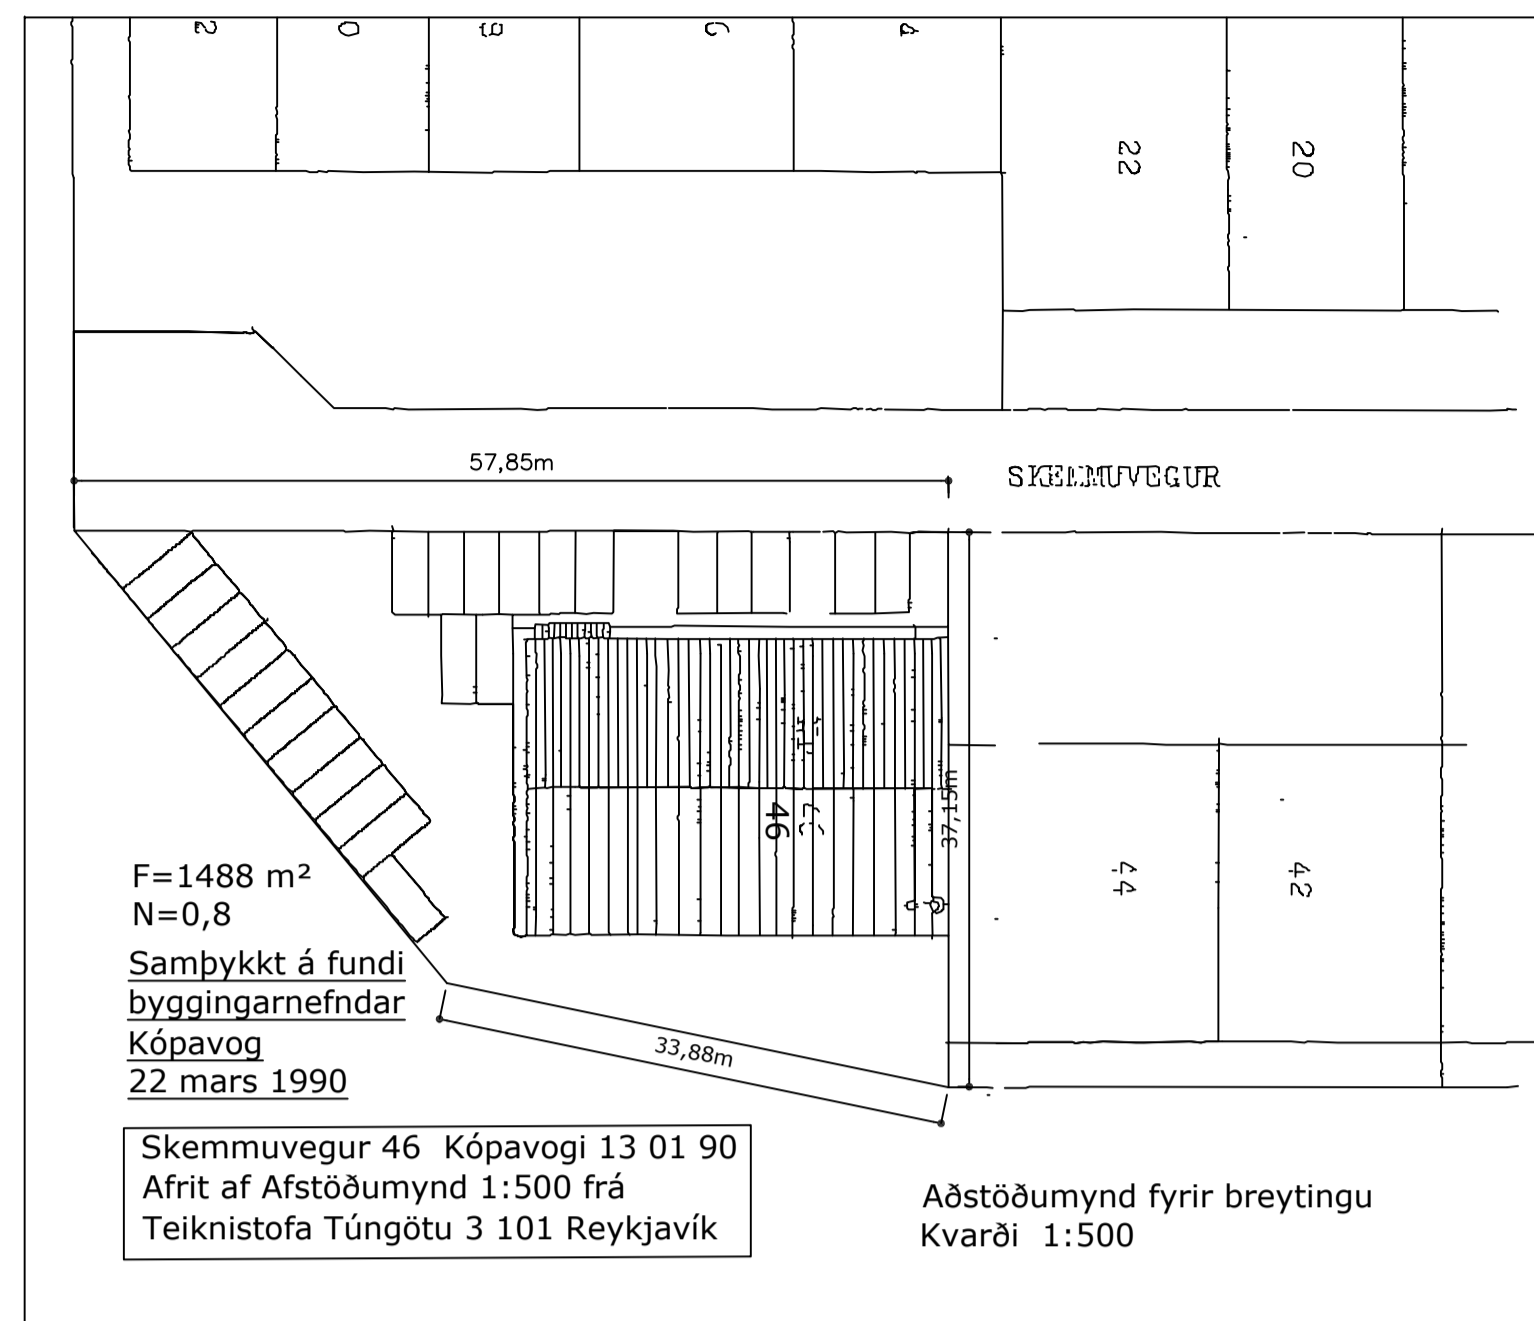 22
20
57,85m
SKEMMUVEGUR
37,15m
46
44
42
F=1488 m²
N=0,8
Samþykkt á fundi
byggingarnefndar
Kópavog
22 mars 1990
33,88m
Skemmuvegur 46 Kópavogi 13 01 90
Afrit af Afstöðumynd 1:500 frá
Teiknistofa Túngötu 3 101 Reykjavík
Aðstöðumynd fyrir breytingu
Kvarði 1:500